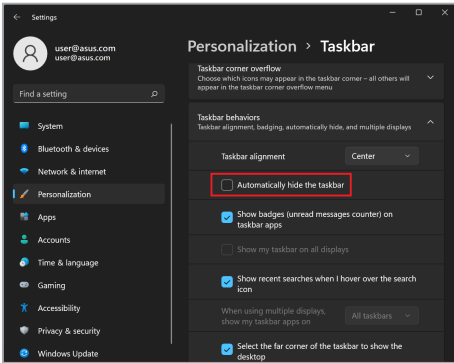 Settings
user@asus.com
user@asus.com
Find a setting
System
Bluetooth & devices
Network & internet
Personalization
Apps
Accounts
Time & language
Gaming
Accessibility
Privacy & security
Windows Update
Personalization > Taskbar
Taskbar corner overflow
Choose which icons may appear in the taskbar corner – all others will
appear in the taskbar corner overflow menu
Taskbar behaviors
Taskbar alignment, badging, automatically hide, and multiple displays
Taskbar alignment
Center
Automatically hide the taskbar
Show badges (unread messages counter) on
taskbar apps
Show my taskbar on all displays
Show recent searches when I hover over the search
icon
When using multiple displays,
show my taskbar apps on
All taskbars
Select the far corner of the taskbar to show the
desktop